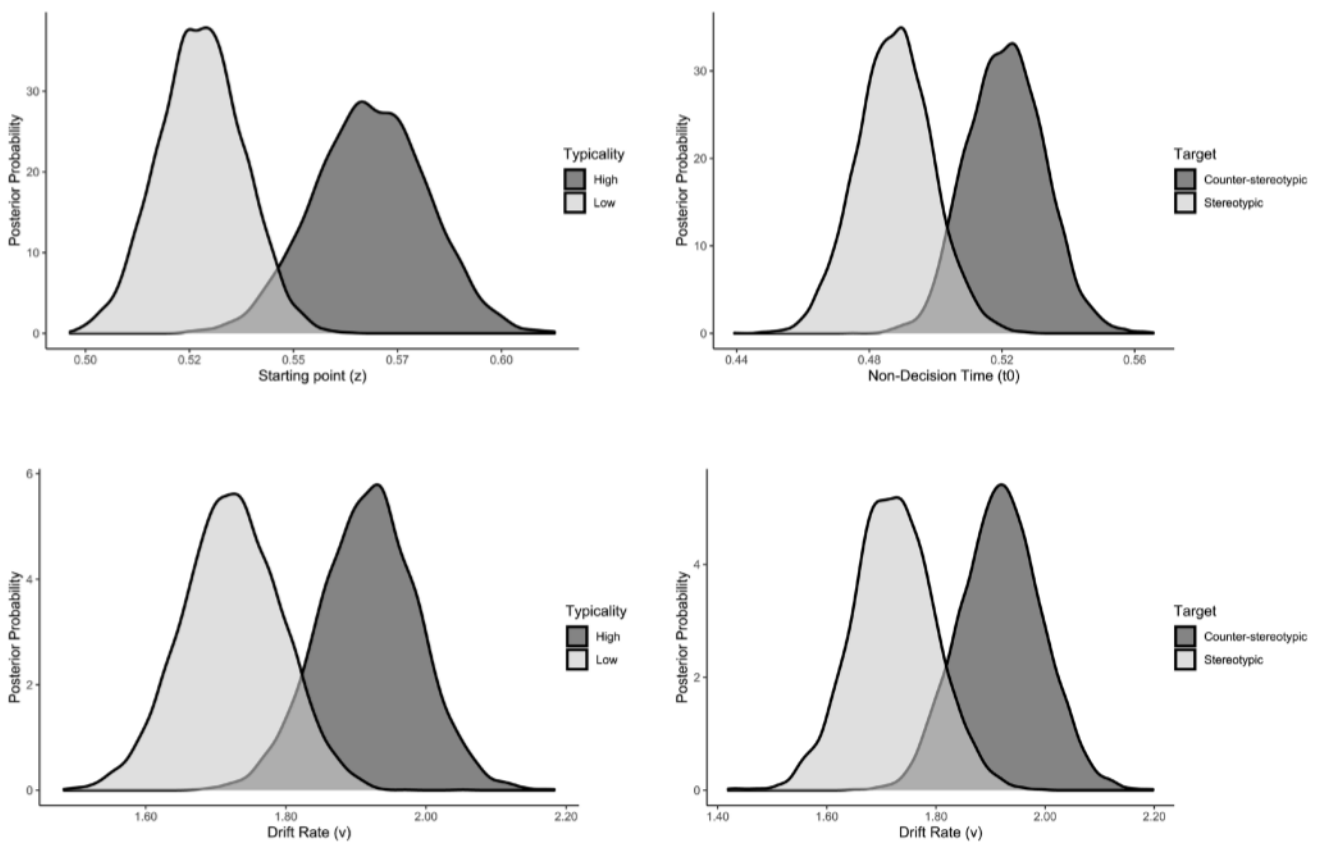 Posterior Probability
30
20
10
0
0.50 0.52 0.55 0.57 0.60
Starting point (z)
Typicality
High
Low
Posterior Probability
30
20
10
0
0.44 0.48 0.52 0.56
Non-Decision Time (t0)
Target
Counter-stereotypic
Stereotypic
Posterior Probability
6
4
2
0
1.60 1.80 2.00 2.20
Drift Rate (v)
Typicality
High
Low
Posterior Probability
4
2
0
1.40 1.60 1.80 2.00 2.20
Drift Rate (v)
Target
Counter-stereotypic
Stereotypic